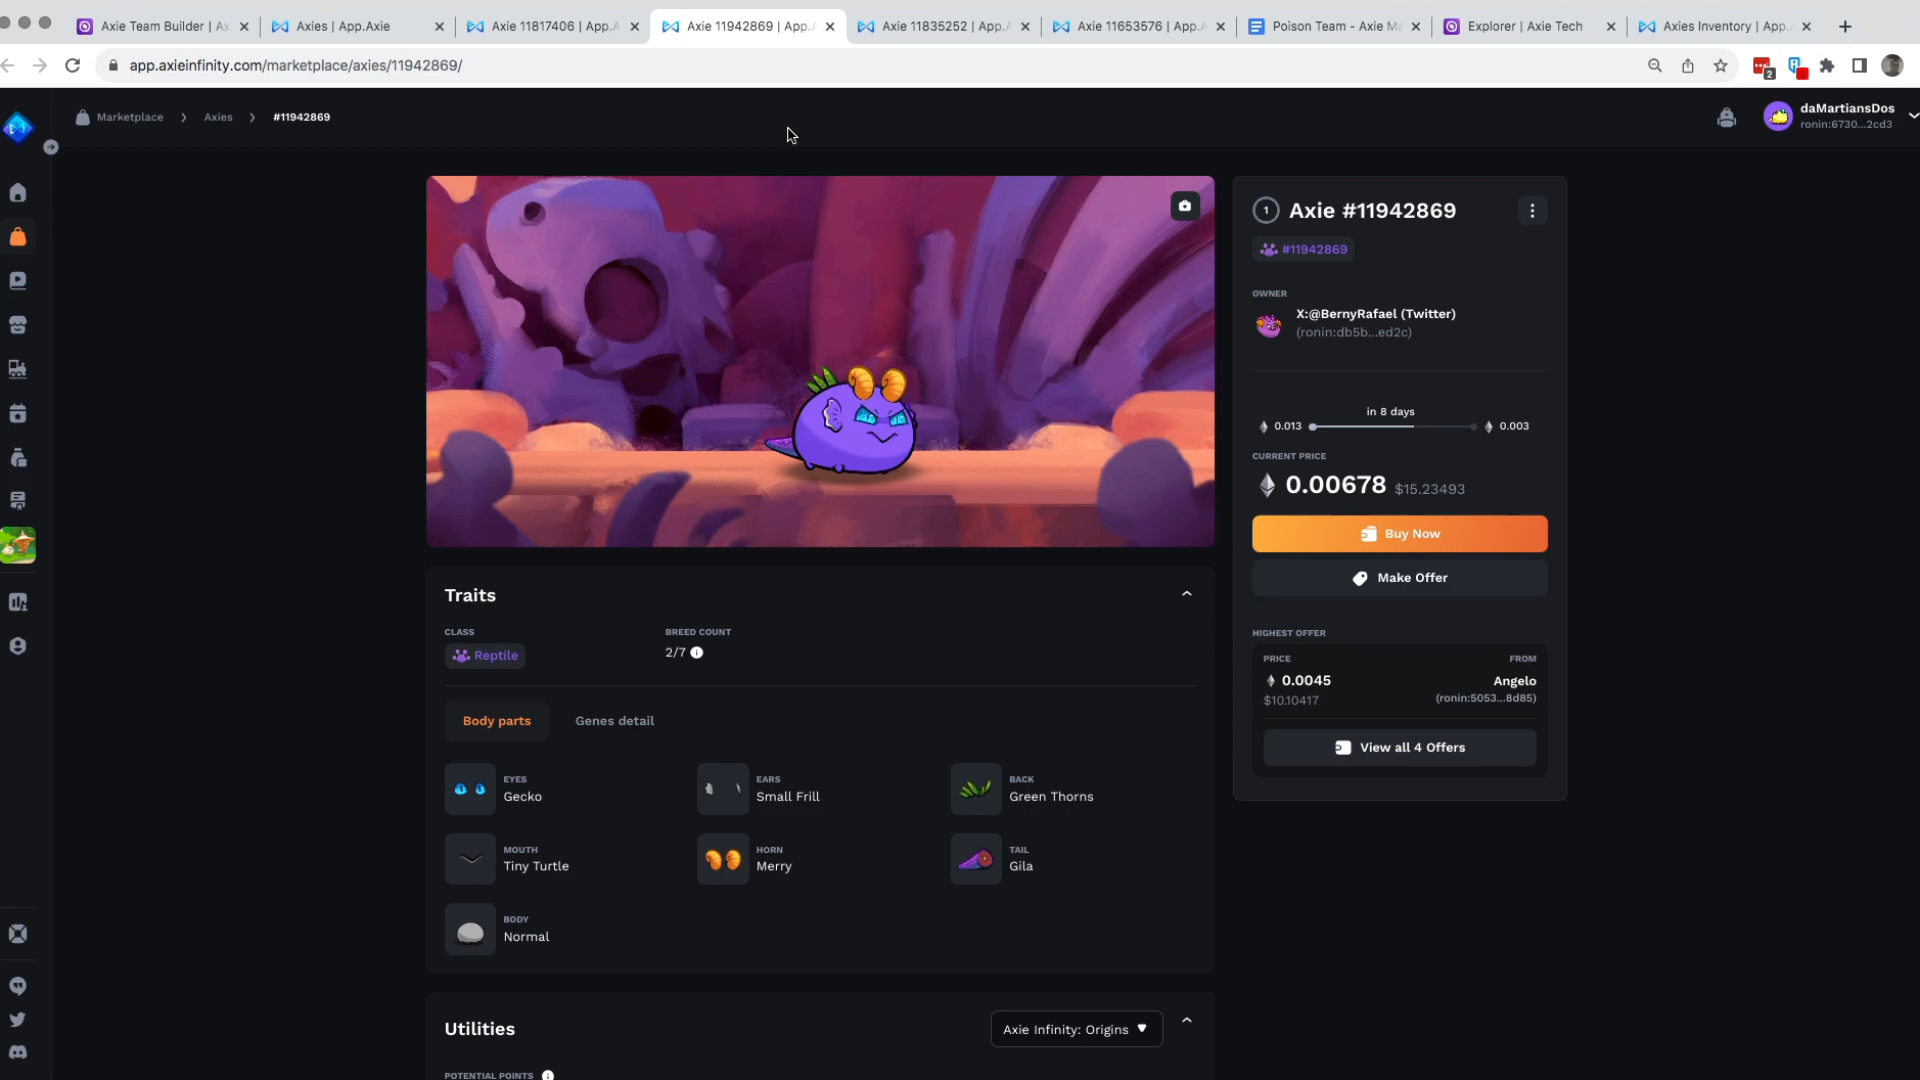 Axie Team Builder | Ax
Axies | App.Axie
Axie 11817406 | App.A
Axie 11942869 | App.
Axie 11835252 | App.
Axie 11653576 | App.A
Poison Team - Axie Ma
Explorer | Axie Tech
Axies Inventory | App.
app.axieinfinity.com/marketplace/axies/11942869/
2
Marketplace
Axies
#11942869
daMartiansDos
ronin:6730...2cd3
1
Axie #11942869
#11942869
OWNER
X:@BernyRafael (Twitter)
(ronin:db5b...ed2c)
in 8 days
0.013
0.003
CURRENT PRICE
0.00678 $15.23493
Buy Now
Make Offer
HIGHEST OFFER
PRICE
FROM
0.0045
Angelo
$10.10417
(ronin:5053...8d85)
View all 4 Offers
Traits
CLASS
BREED COUNT
Reptile
2/7
Body parts
Genes detail
EYES
Gecko
EARS
Small Frill
BACK
Green Thorns
MOUTH
Tiny Turtle
HORN
Merry
TAIL
Gila
BODY
Normal
Utilities
Axie Infinity: Origins
POTENTIAL POINTS